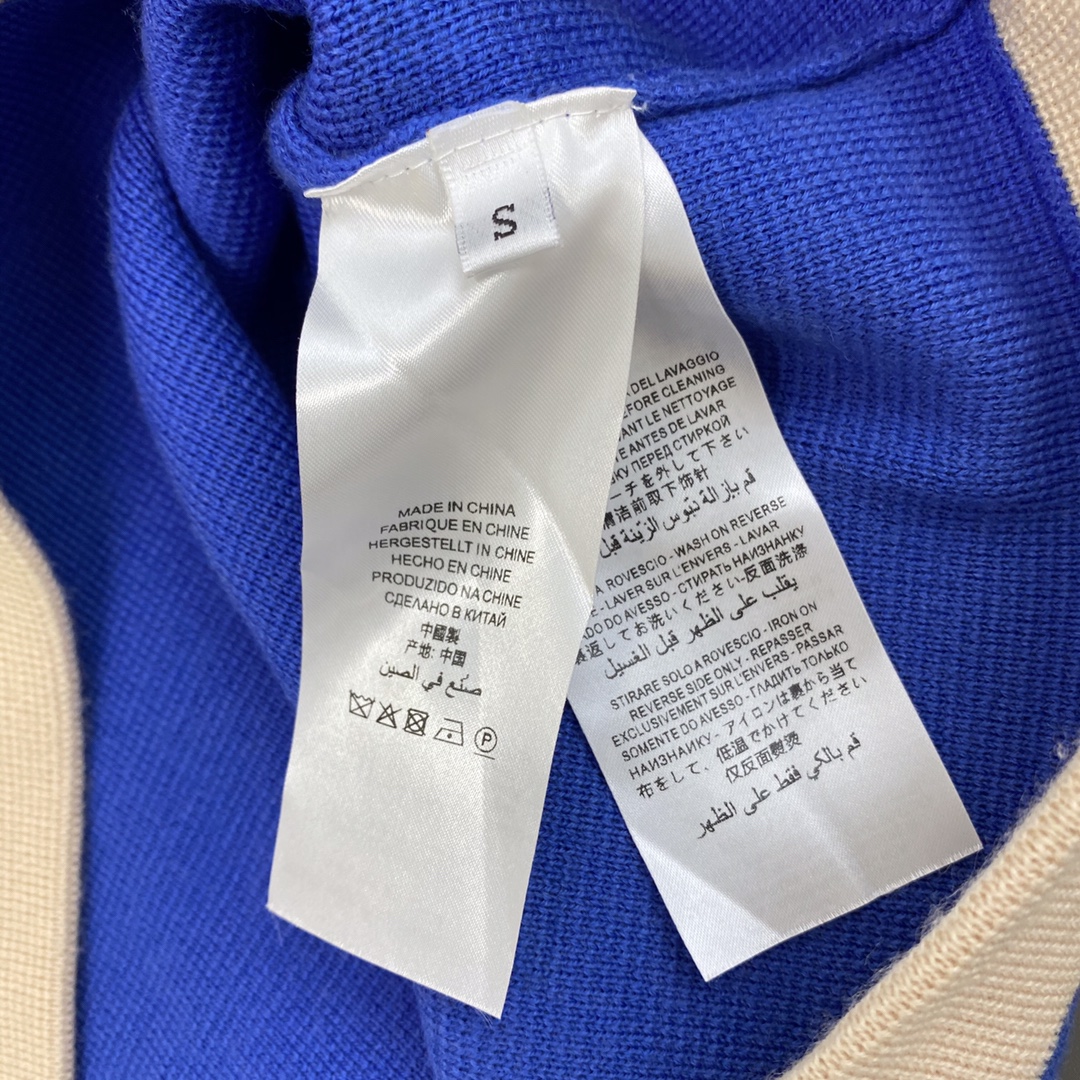 S
MADE IN CHINA
FABRIQUE EN CHINE
HERGESTELLT IN CHINE
HECHO EN CHINE
PRODUZIDO NA CHINE
СДЕЛАНО В КИТАЙ
中國製
产地: 中国
صنع في الصين
P
DEL LAVAGGIO
CLEANING
LE NETTOYAGE
ANTES DE LAVAR
ПЕРЕД СТИРКОЙ
ーチを外して下さい
清洁前取下饰针
قم بازالة نبوس الزينة قبل
A ROVESCIO - WASH ON REVERSE
- LAVER SUR L'ENVERS - LAVAR
DO AVESSO - СТИРАТЬ НАИЗНАНКУ
返してお洗いください-反面洗涤
يقلب على الظهر قبل الغسيل
STIRARE SOLO A ROVESCIO - IRON ON
REVERSE SIDE ONLY - REPASSER
EXCLUSIVEMENT SUR L'ENVERS - PASSAR
SOMENTE DO AVESSO - ГЛАДИТЬ ТОЛЬКО
НАИЗНАНКУ - アイロンは裏から当て
布をして、低温でかけてください
仅反面熨烫
قم بالكي فقط على الظهر